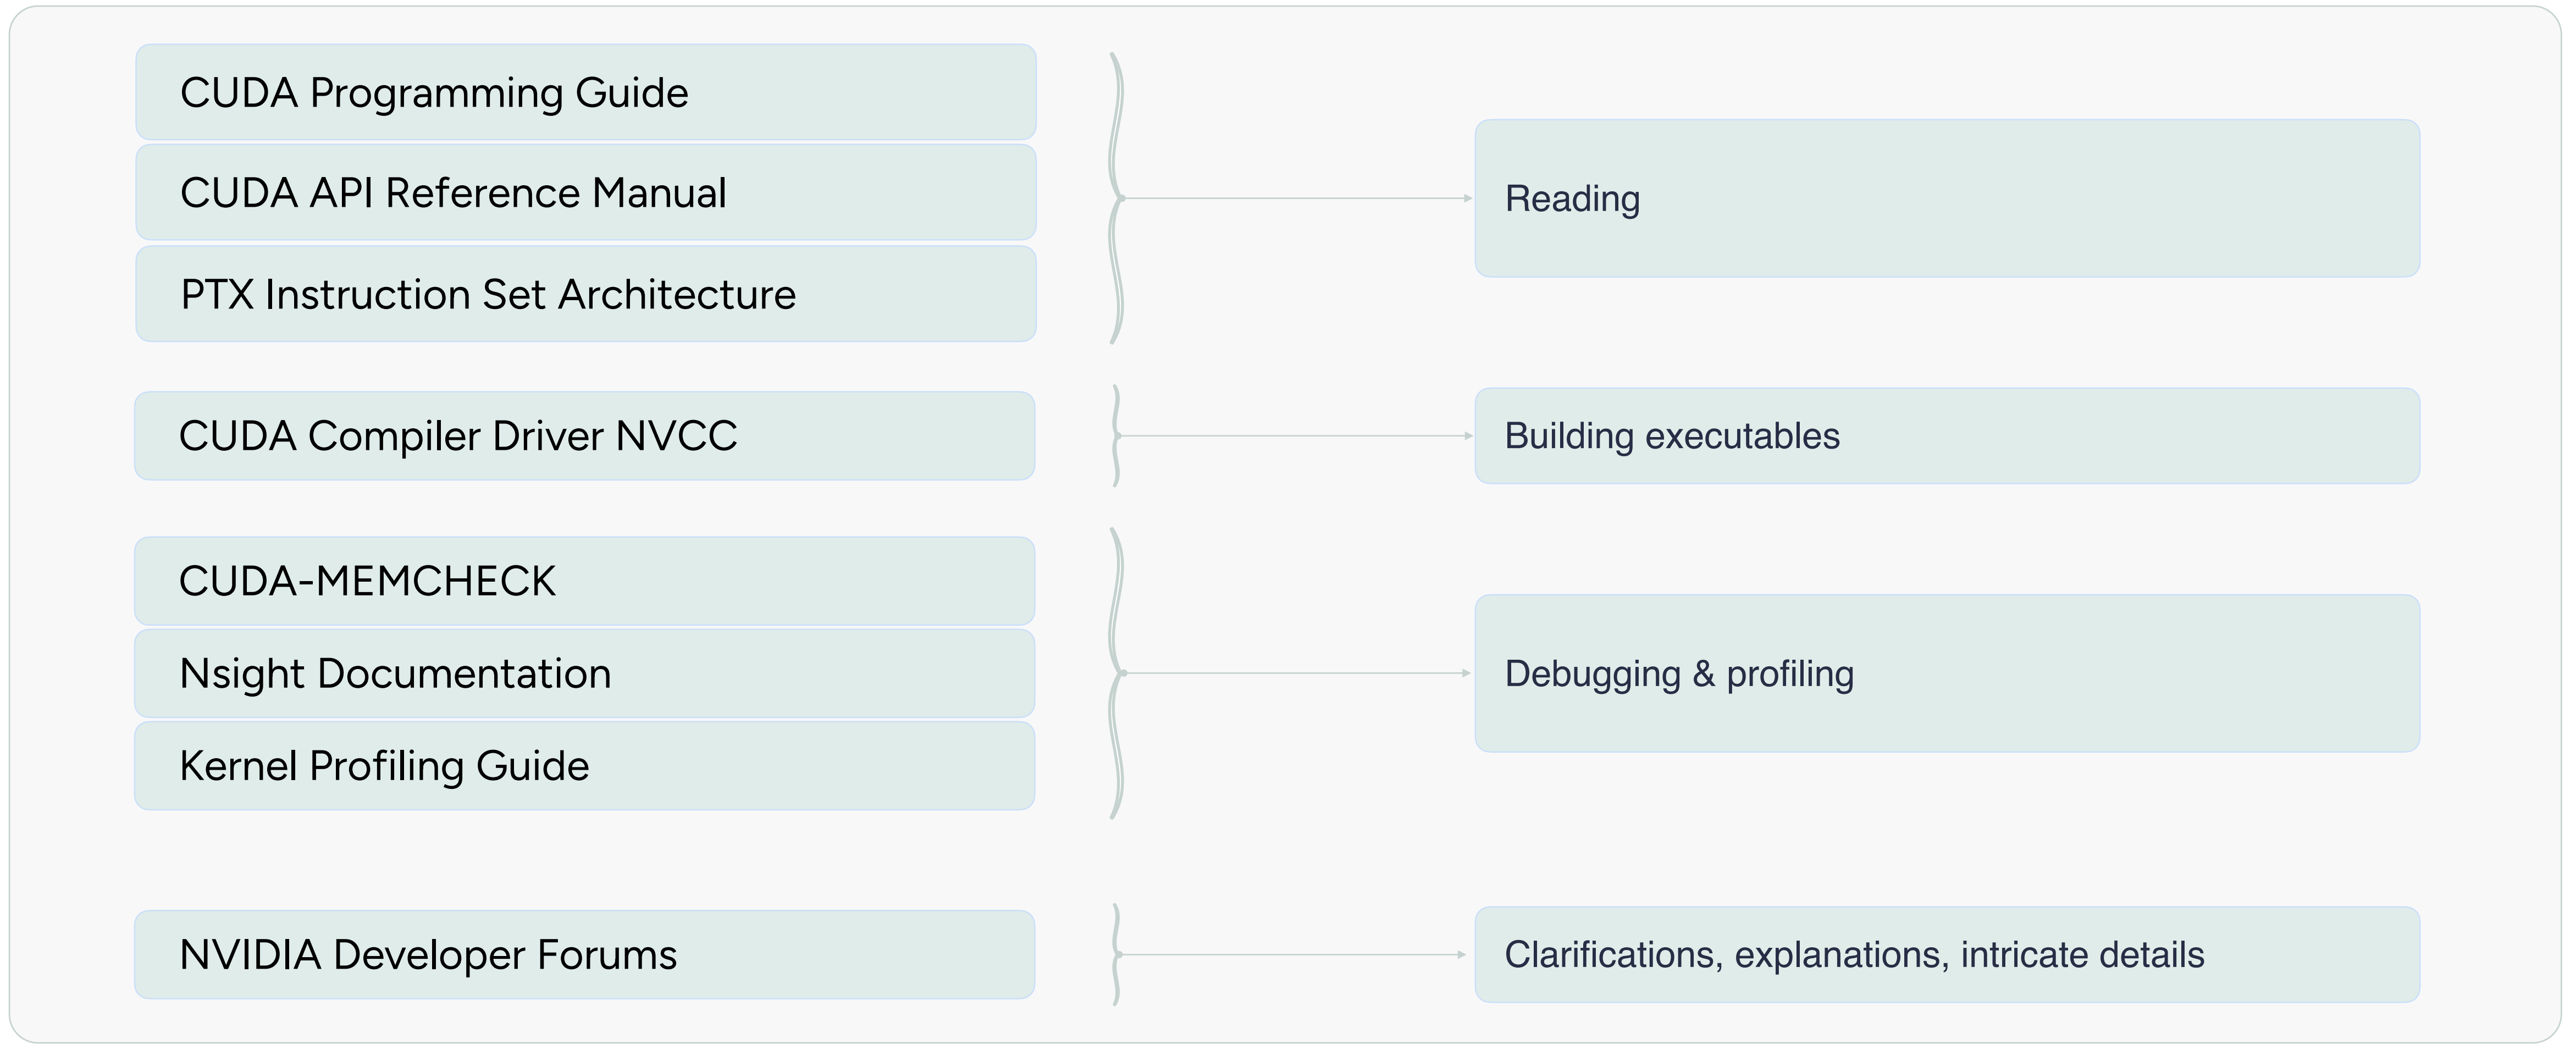 CUDA Programming Guide
CUDA API Reference Manual
PTX Instruction Set Architecture
Reading
CUDA Compiler Driver NVCC
Building executables
CUDA-MEMCHECK
Nsight Documentation
Kernel Profiling Guide
Debugging & profiling
NVIDIA Developer Forums
Clarifications, explanations, intricate details